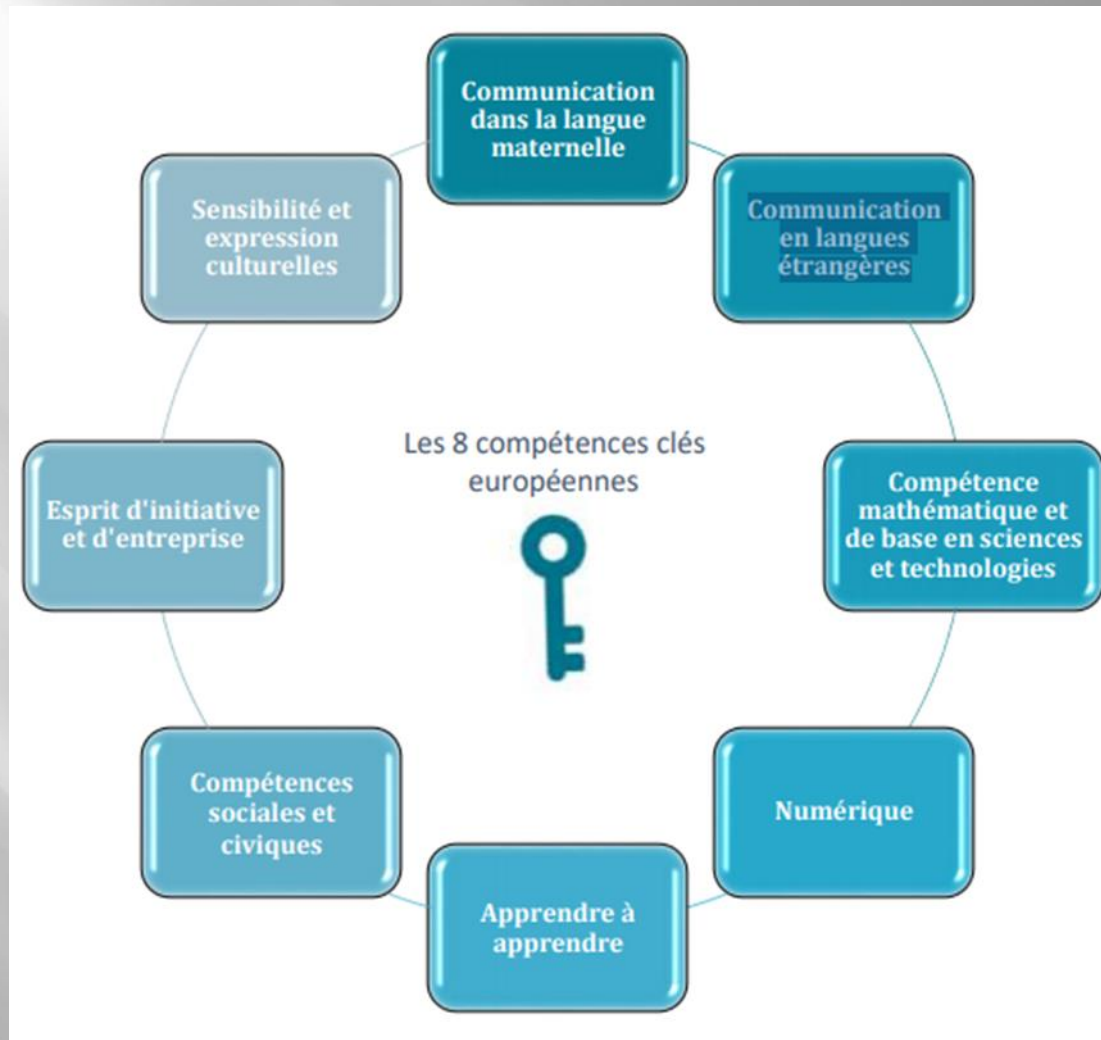 Communication
dans la langue
maternelle
Communication
en langues
étrangères
Compétence
mathématique et
de base en sciences
et technologies
Numérique
Apprendre à
apprendre
Compétences
sociales et
civiques
Esprit d'initiative
et d'entreprise
Sensibilité et
expression
culturelles
Les 8 compétences clés
européennes